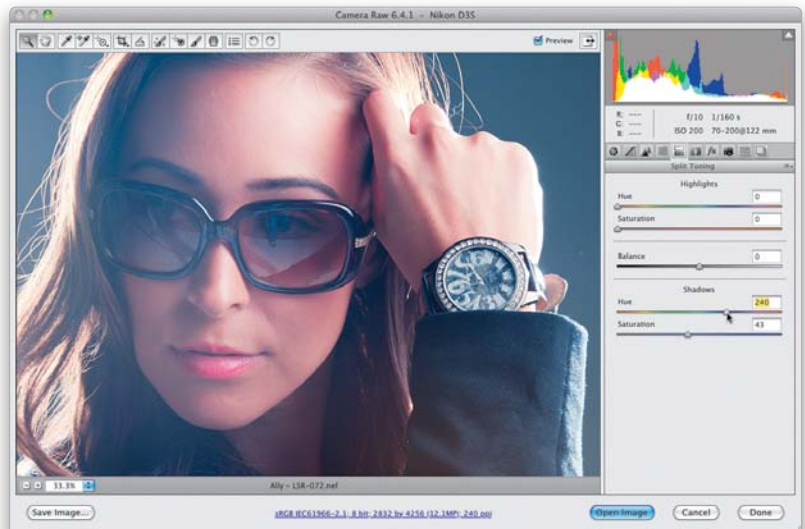 Camera Raw 6.4.1 – Nikon D3S
Preview
R: ---
G: ---
B: ---
f/10 1/160 s
ISO 200 70-200@122 mm
fx
Split Toning
Highlights
Hue 0
Saturation 0
Balance 0
Shadows
Hue 240
Saturation 43
33.3%
Ally – LSR-072.nef
Save Image...
sRGB IEC61966-2.1; 8 bit; 2832 by 4256 (12.1MP); 240 ppi
Open Image
Cancel
Done